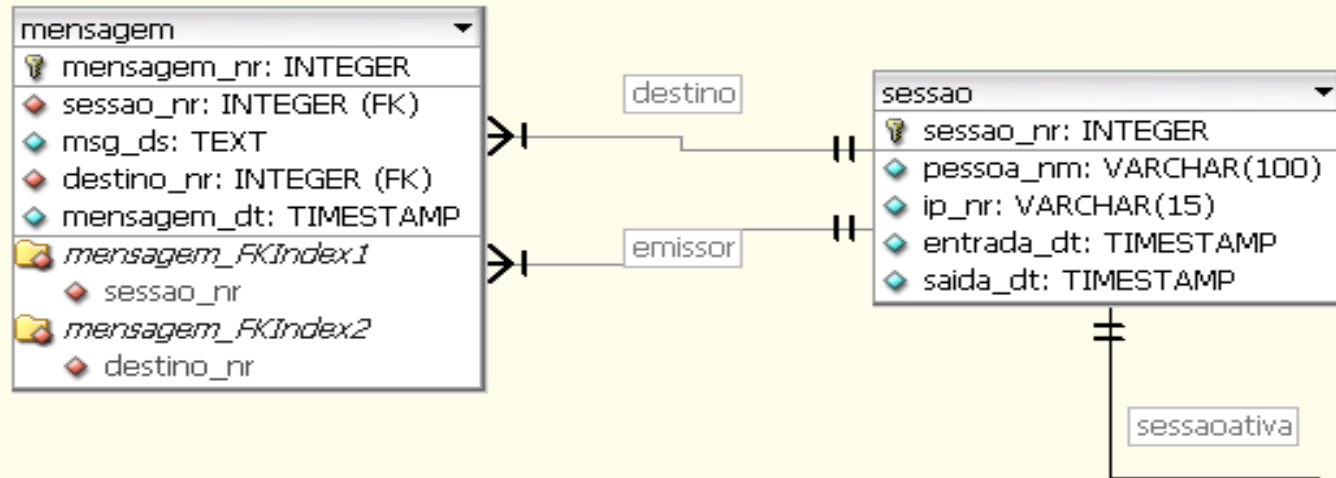 mensagem
mensagem_nr: INTEGER
sessao_nr: INTEGER (FK)
msg_ds: TEXT
destino_nr: INTEGER (FK)
mensagem_dt: TIMESTAMP
mensagem_FKIndex1
sessao_nr
mensagem_FKIndex2
destino_nr
destino
emissor
sessao
sessao_nr: INTEGER
pessoa_nm: VARCHAR(100)
ip_nr: VARCHAR(15)
entrada_dt: TIMESTAMP
saida_dt: TIMESTAMP
sessaoativa